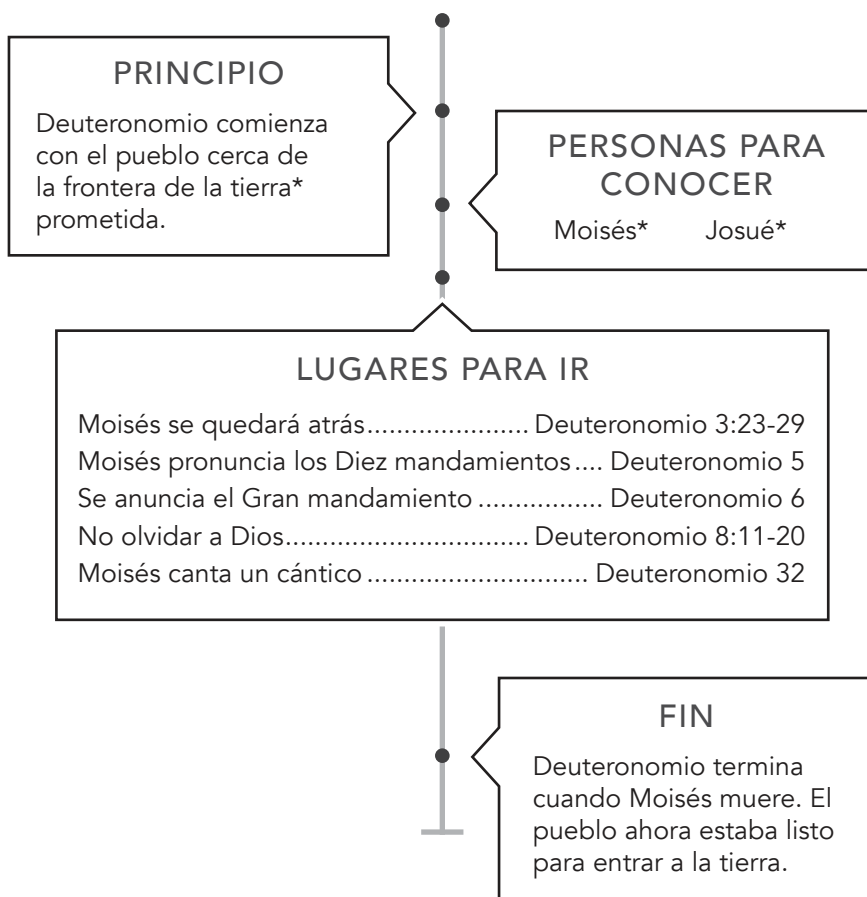 PRINCIPIO
Deuteronomio comienza
con el pueblo cerca de
la frontera de la tierra*
prometida.
PERSONAS PARA
CONOCER
Moisés* Josué*
LUGARES PARA IR
Moisés se quedará atrás...................... Deuteronomio 3:23-29
Moisés pronuncia los Diez mandamientos.... Deuteronomio 5
Se anuncia el Gran mandamiento ................. Deuteronomio 6
No olvidar a Dios................................. Deuteronomio 8:11-20
Moisés canta un cántico .............................. Deuteronomio 32
FIN
Deuteronomio termina
cuando Moisés muere. El
pueblo ahora estaba listo
para entrar a la tierra.